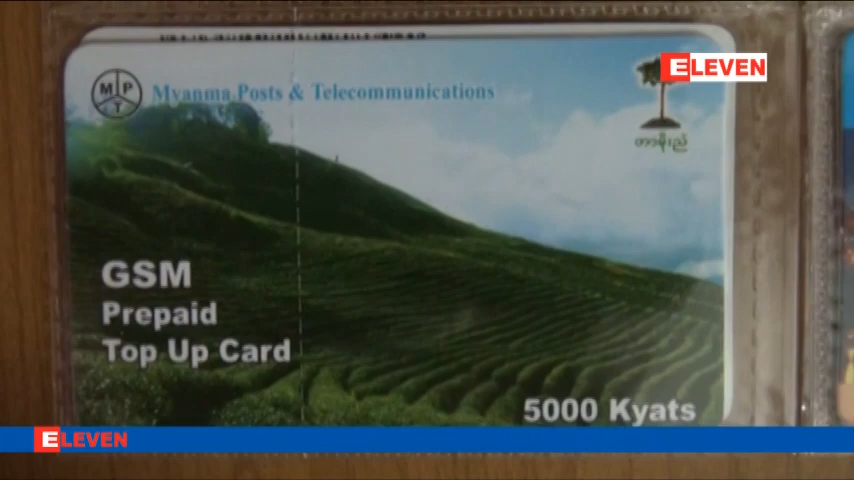 MPT
Myanma Posts & Telecommunications
ELEVEN
တာမိုးညဲ
GSM
Prepaid
Top Up Card
5000 Kyats
ELEVEN